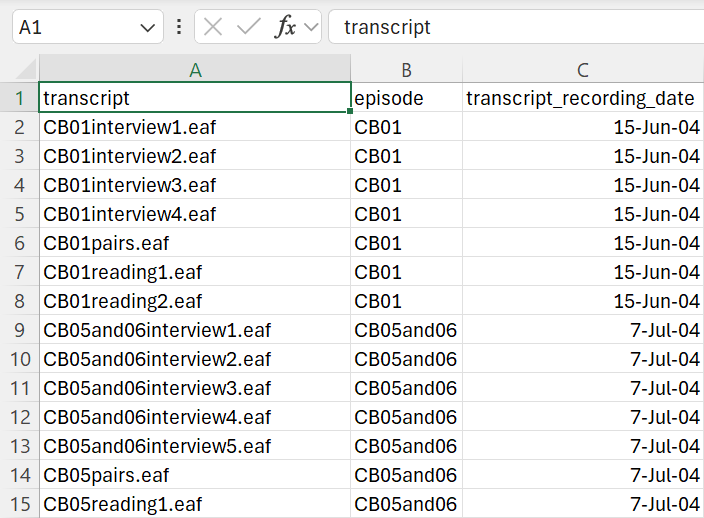 A1 fx transcript
A B C
1 transcript episode transcript_recording_date
2 CB01interview1.eaf CB01 15-Jun-04
3 CB01interview2.eaf CB01 15-Jun-04
4 CB01interview3.eaf CB01 15-Jun-04
5 CB01interview4.eaf CB01 15-Jun-04
6 CB01pairs.eaf CB01 15-Jun-04
7 CB01reading1.eaf CB01 15-Jun-04
8 CB01reading2.eaf CB01 15-Jun-04
9 CB05and06interview1.eaf CB05and06 7-Jul-04
10 CB05and06interview2.eaf CB05and06 7-Jul-04
11 CB05and06interview3.eaf CB05and06 7-Jul-04
12 CB05and06interview4.eaf CB05and06 7-Jul-04
13 CB05and06interview5.eaf CB05and06 7-Jul-04
14 CB05pairs.eaf CB05and06 7-Jul-04
15 CB05reading1.eaf CB05and06 7-Jul-04